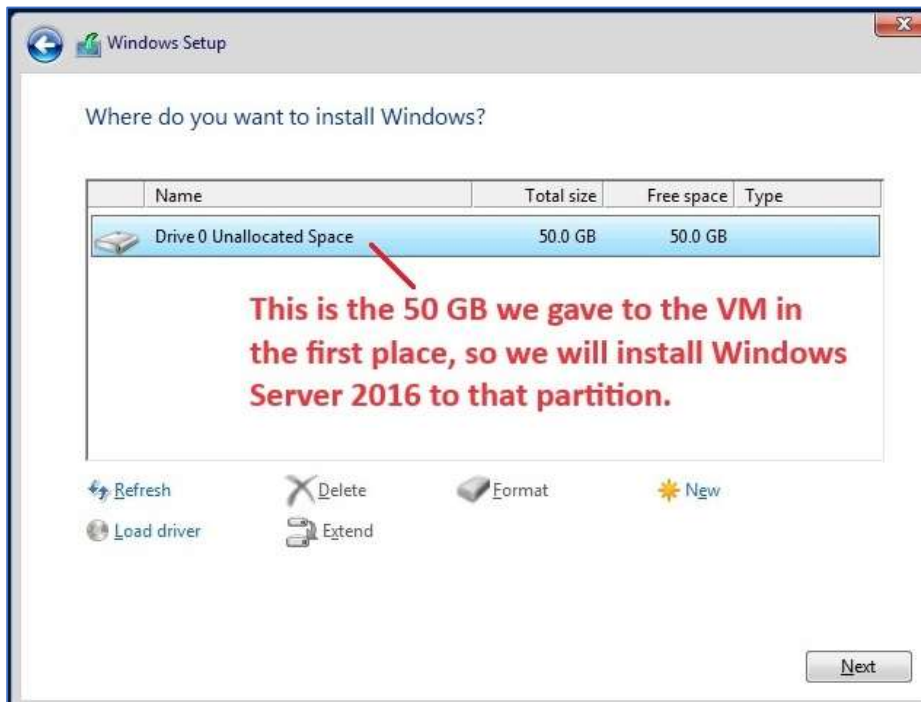 Windows Setup
Where do you want to install Windows?
Name Total size Free space Type
Drive 0 Unallocated Space 50.0 GB 50.0 GB
This is the 50 GB we gave to the VM in
the first place, so we will install Windows
Server 2016 to that partition.
Refresh Delete Format New
Load driver Extend
Next